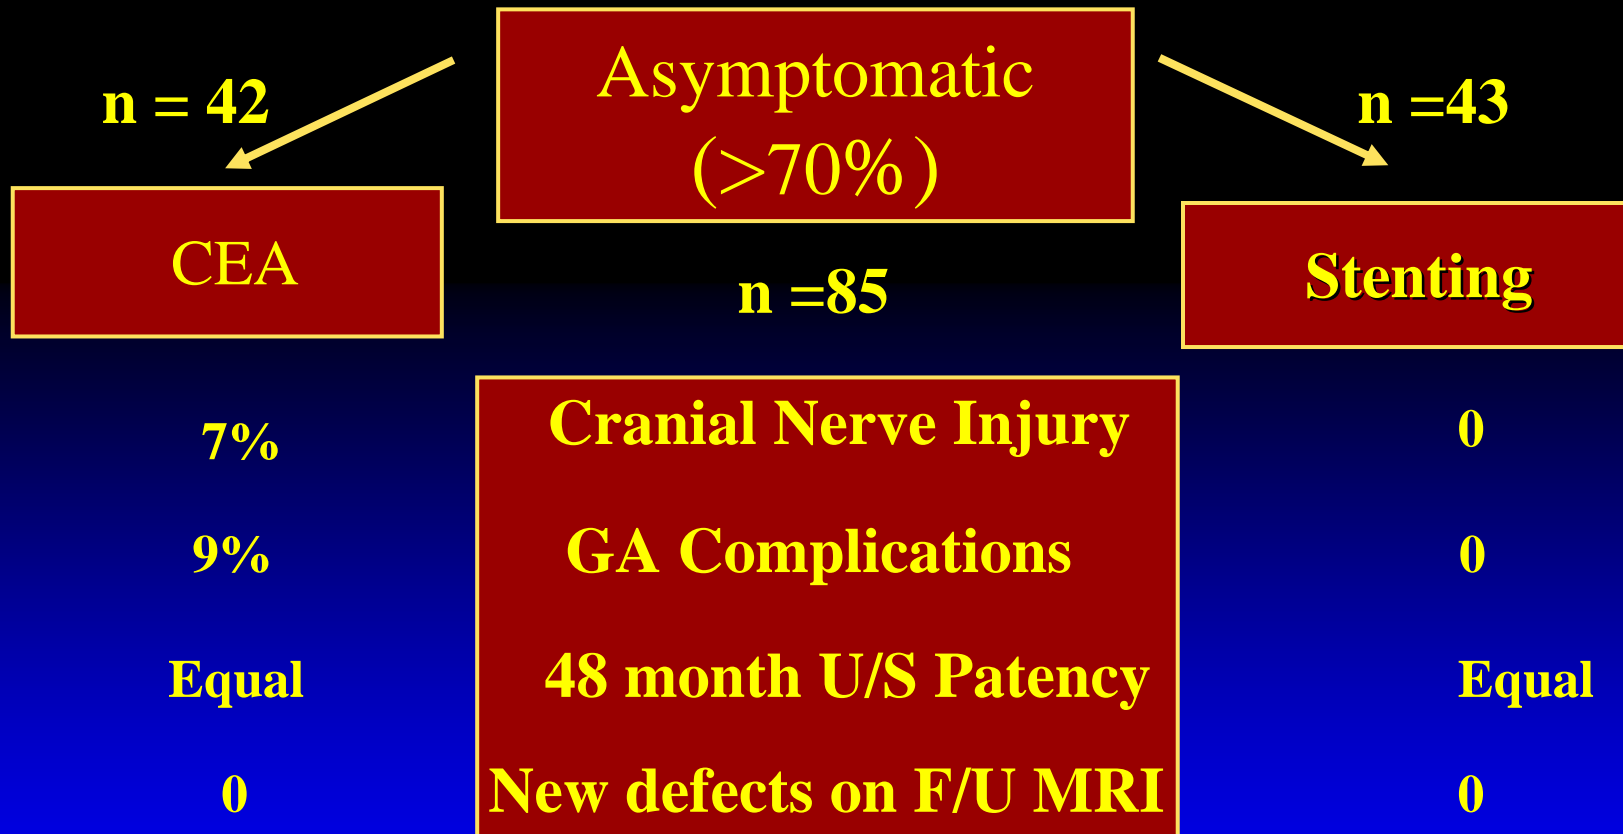 Asymptomatic
(>70%)
n = 42
n =43
CEA
n =85
Stenting
7%
Cranial Nerve Injury
0
9%
GA Complications
0
Equal
48 month U/S Patency
Equal
0
New defects on F/U MRI
0